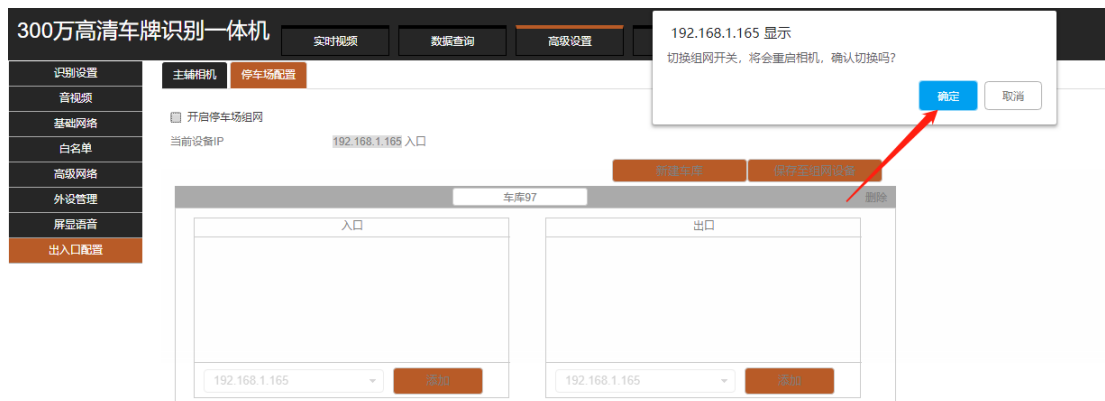 300万高清车牌识别一体机
实时视频
数据查询
高级设置
192.168.1.165 显示
切换组网开关，将会重启相机，确认切换吗?
确定
取消
识别设置
音视频
基础网络
白名单
高级网络
外设管理
屏显语音
出入口配置
主辅相机
停车场配置
开启停车场组网
当前设备IP
192.168.1.165 入口
新建车库
保存至组网设备
车库97
删除
入口
出口
192.168.1.165
添加
192.168.1.165
添加